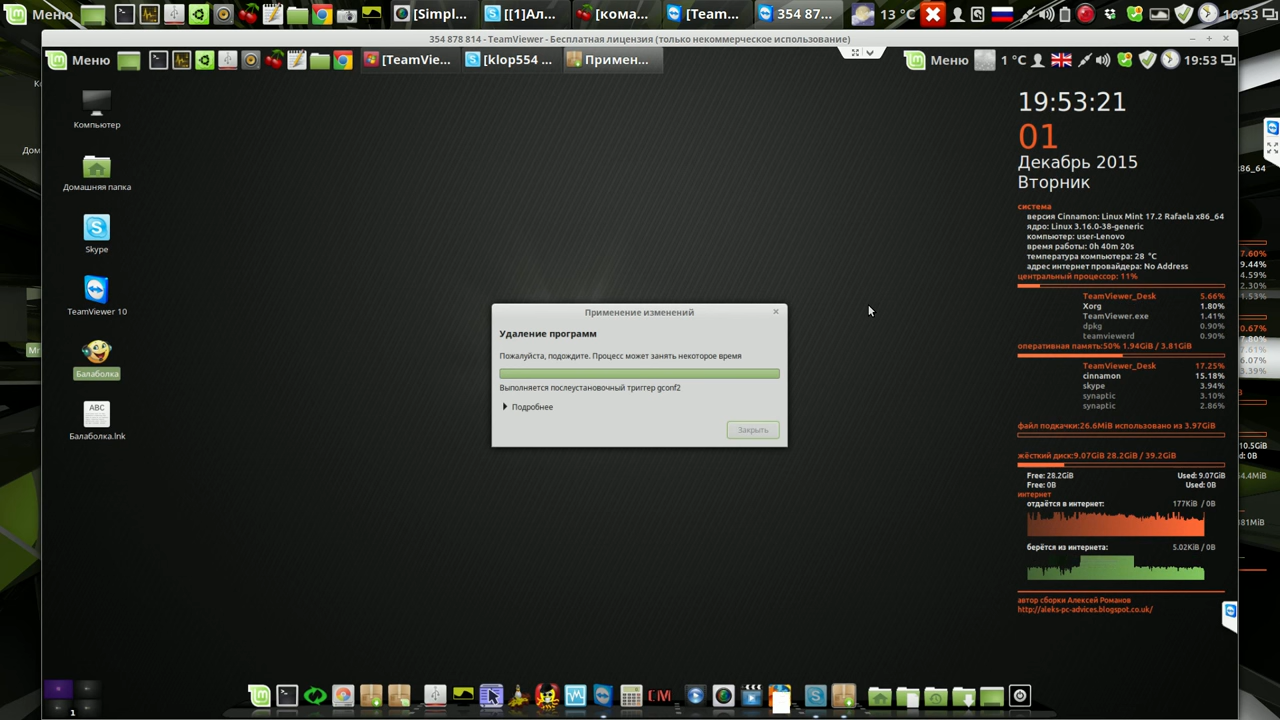 Меню
[Simpl...
[[1]Ал...
[кома...
[Team...
354 87...
13 °C
16:53
354 878 814 - TeamViewer - Бесплатная лицензия (только некоммерческое использование)
Меню
[TeamVie...
[klop554 ...
Примен...
Меню
1 °C
19:53
Компьютер
Домашняя папка
Skype
TeamViewer 10
Балаболка
ABC
Балаболка.lnk
Применение изменений
Удаление программ
Пожалуйста, подождите. Процесс может занять некоторое время
Выполняется послеустановочный триггер gconf2
Подробнее
Закрыть
19:53:21
01
Декабрь 2015
Вторник
система
версия Cinnamon: Linux Mint 17.2 Rafaela x86_64
ядро: Linux 3.16.0-38-generic
компьютер: user-Lenovo
время работы: 0h 40m 20s
температура компьютера: 28 °C
адрес интернет провайдера: No Address
центральный процессор: 11%
TeamViewer_Desk 5.66%
Xorg 1.80%
TeamViewer.exe 1.41%
dpkg 0.90%
teamviewerd 0.90%
оперативная память:50% 1.94GiB / 3.81GiB
TeamViewer_Desk 17.25%
cinnamon 15.18%
skype 3.94%
synaptic 3.10%
synaptic 2.86%
файл подкачки:26.6MiB использовано из 3.97GiB
жёсткий диск:9.07GiB 28.2GiB / 39.2GiB
Free: 28.2GiB Used: 9.07GiB
Free: 0B Used: 0B
интернет
отдаётся в интернет: 177KiB / 0B
берётся из интернета: 5.02KiB / 0B
автор сборки Алексей Романов
http://aleks-pc-advices.blogspot.co.uk/
1
CM